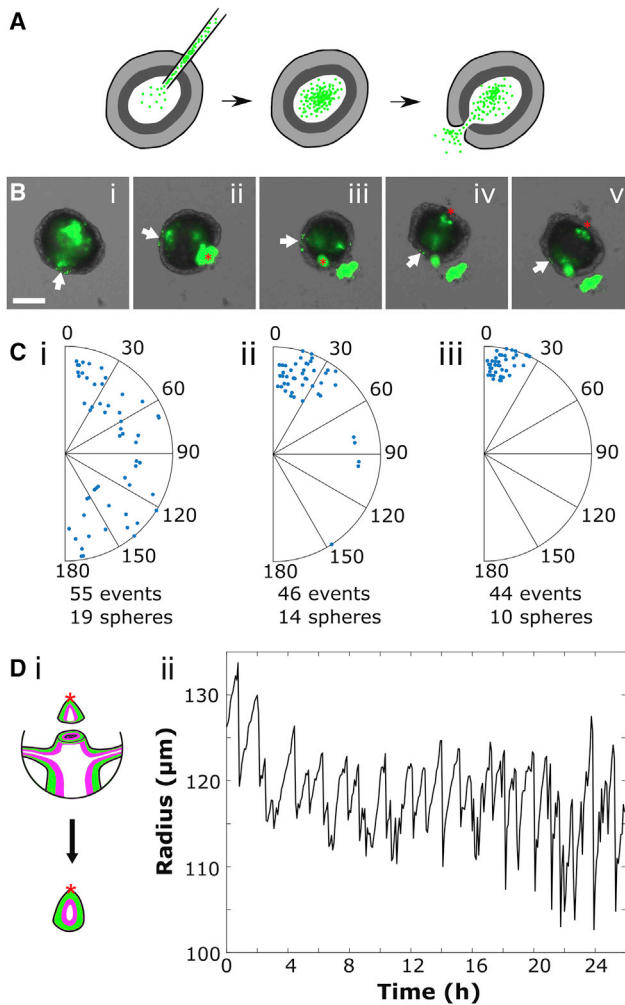 A
B
i
ii
iii
iv
v
C
i
0
30
60
90
120
150
180
55 events
19 spheres
ii
0
30
60
90
120
150
180
46 events
14 spheres
iii
0
30
60
90
120
150
180
44 events
10 spheres
D
i
*
*
ii
Radius (µm)
130
120
110
100
0 4 8 12 16 20 24
Time (h)